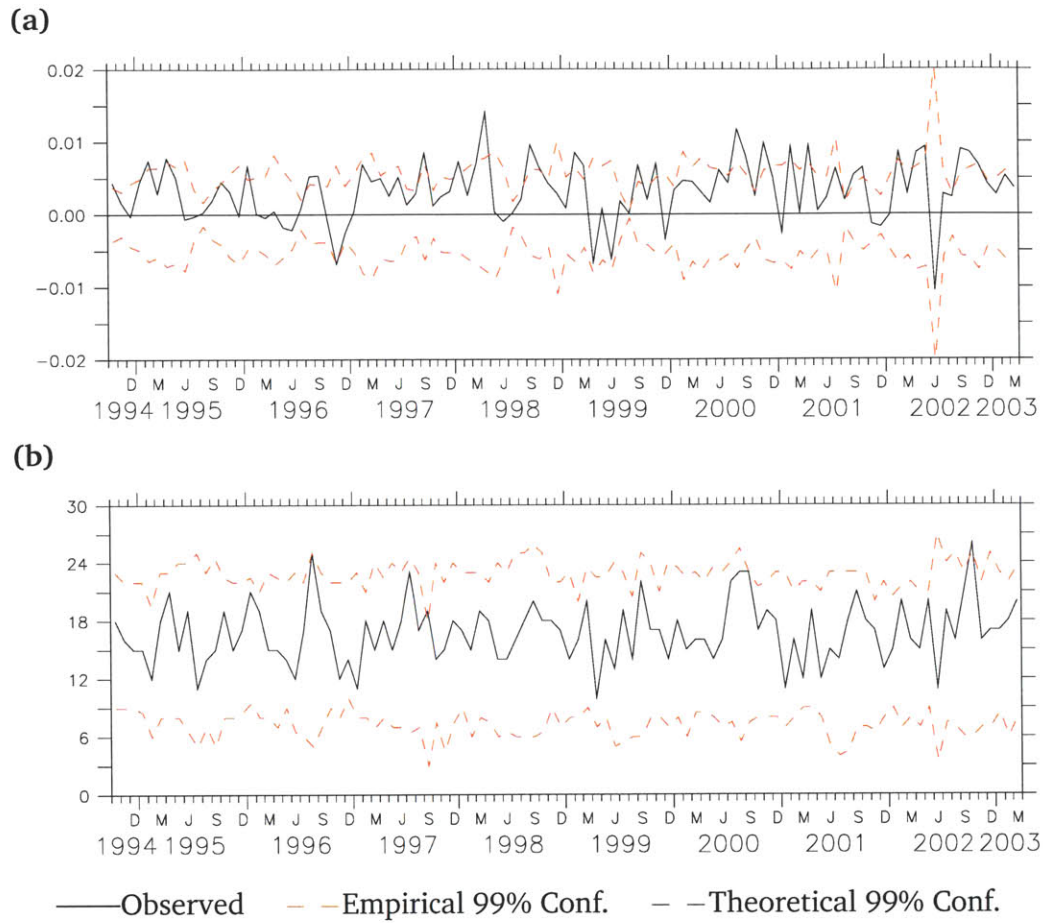 (a)
0.02
0.01
0.00
−0.01
−0.02
D M J S D M J S D M J S D M J S D M J S D M J S D M J S D M J S D M
1994 1995 1996 1997 1998 1999 2000 2001 2002 2003
(b)
30
24
18
12
6
0
D M J S D M J S D M J S D M J S D M J S D M J S D M J S D M J S D M
1994 1995 1996 1997 1998 1999 2000 2001 2002 2003
Observed Empirical 99% Conf. Theoretical 99% Conf.